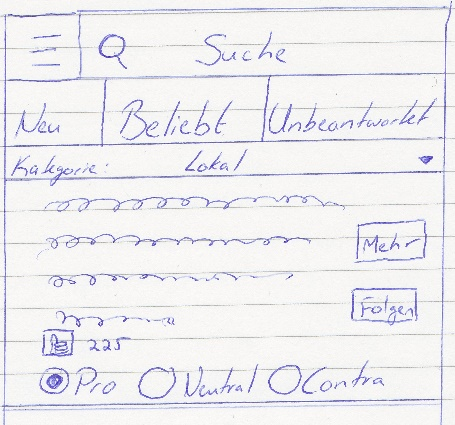 Suche
Neu Beliebt Unbeantwortet
Kategorie: Lokal
Mehr
Folgen
225
Pro Neutral Contra